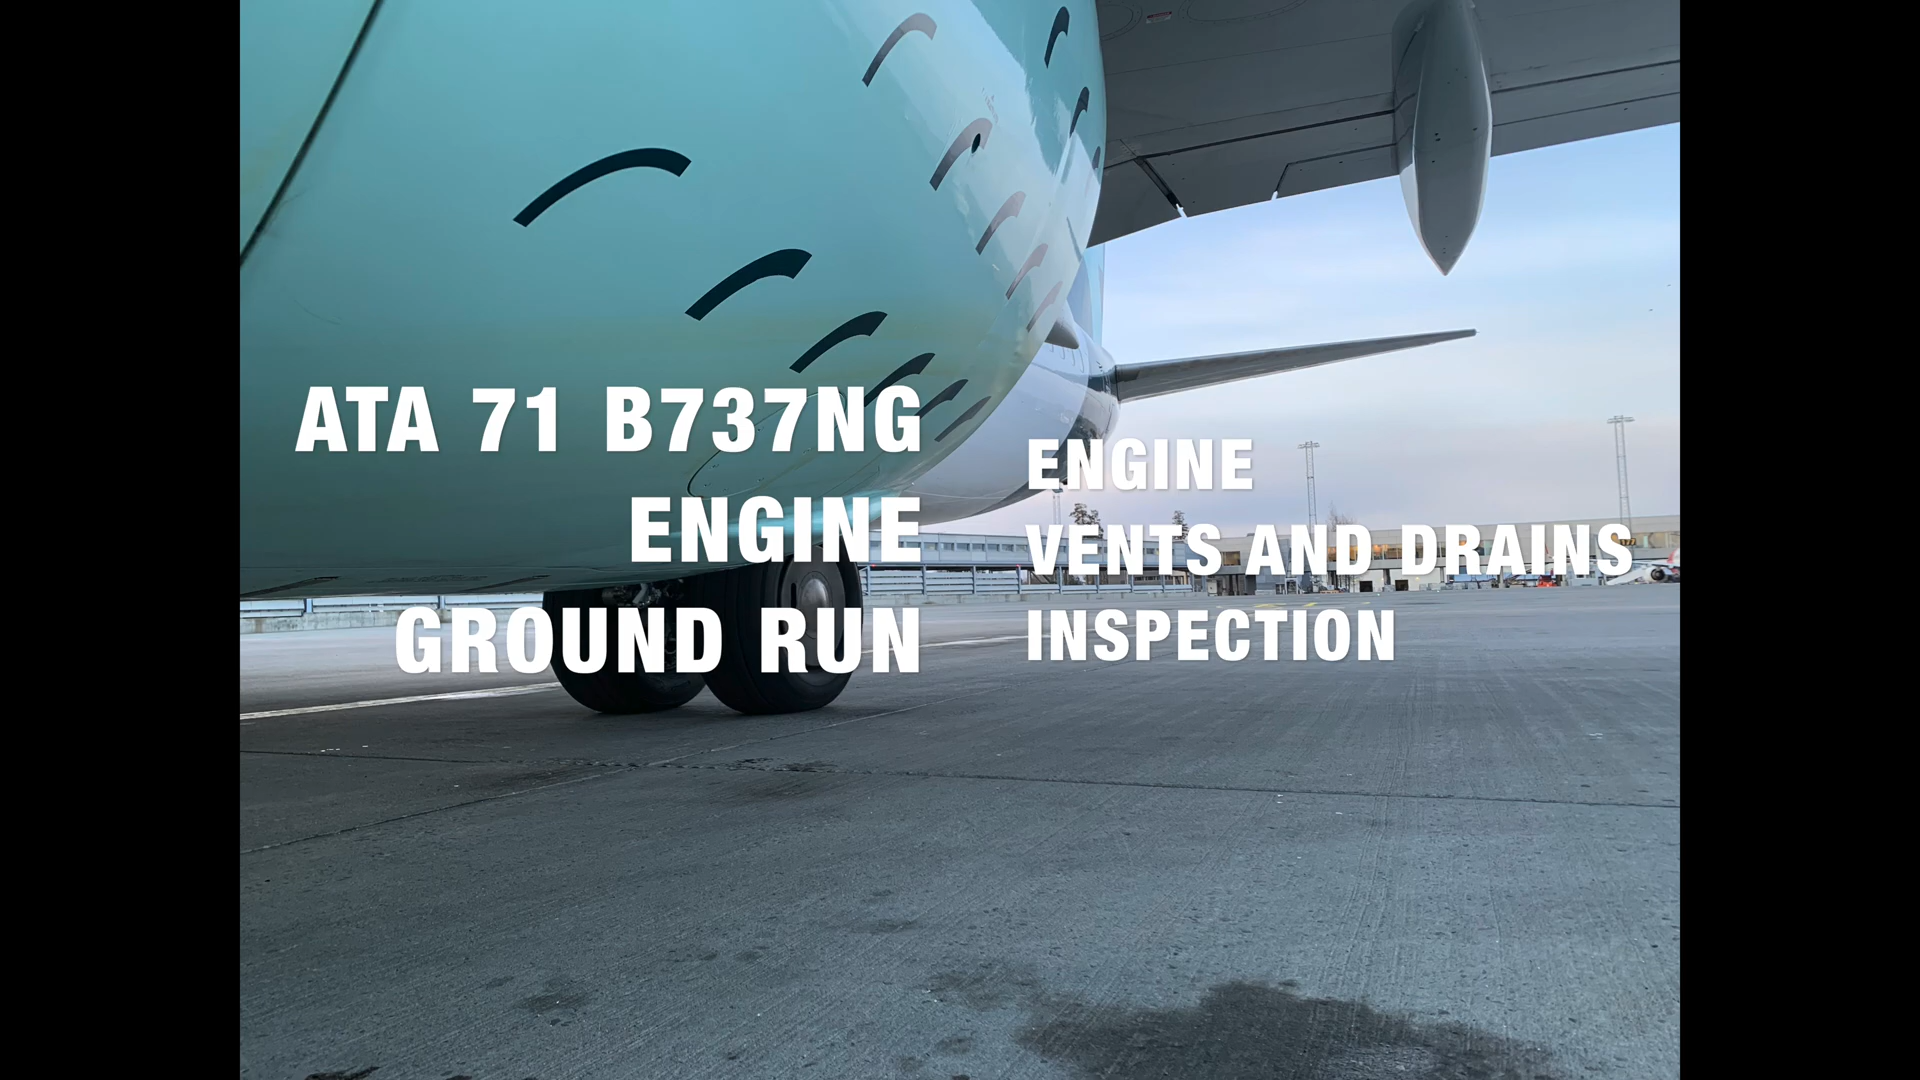 ATA 71 B737NG
ENGINE
GROUND RUN
ENGINE
VENTS AND DRAINS
INSPECTION